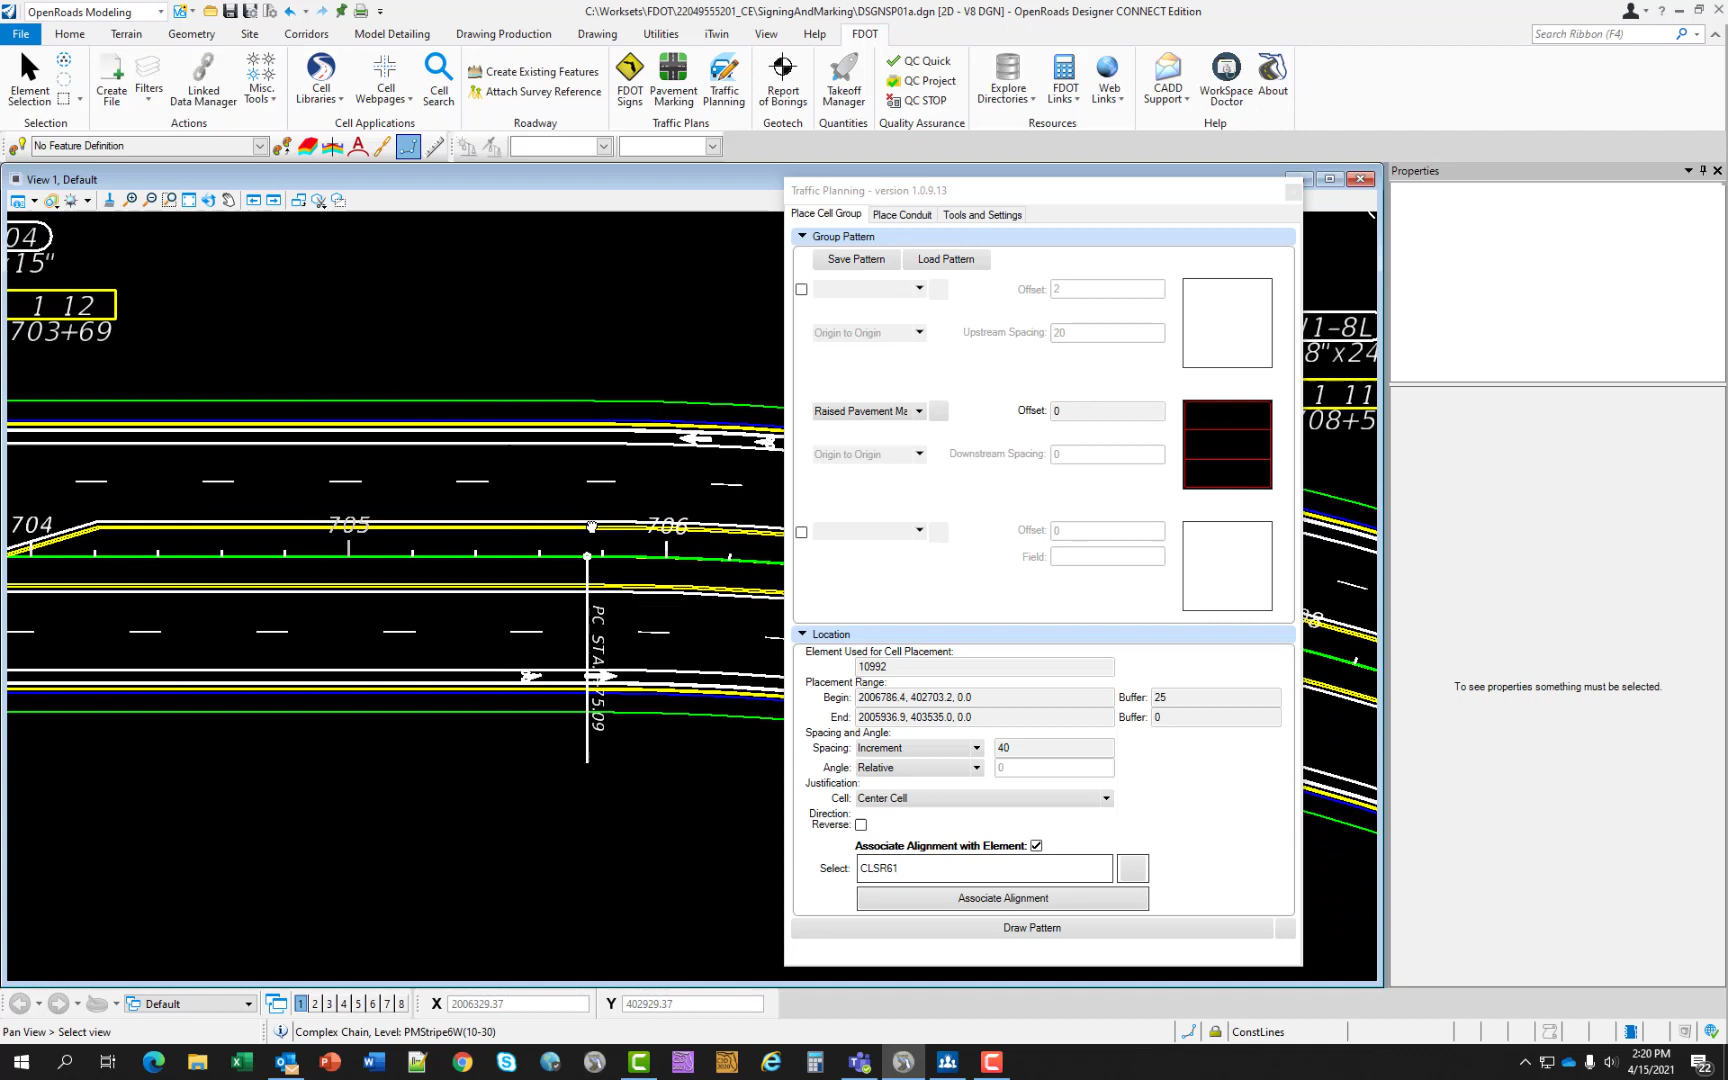 OpenRoads Modeling
C:\Worksets\FDOT\22049555201_CE\SigningAndMarking\DSGNSP01a.dgn [2D - V8 DGN] - OpenRoads Designer CONNECT Edition
File Home Terrain Geometry Site Corridors Model Detailing Drawing Production Drawing Utilities iTwin View Help FDOT
Search Ribbon (F4)
Element Selection
Create File
Filters
Linked Data Manager
Misc. Tools
Cell Libraries
Cell Webpages
Cell Search
Create Existing Features
Attach Survey Reference
FDOT Signs
Pavement Marking
Traffic Planning
Report of Borings
Takeoff Manager
QC Quick
QC Project
QC STOP
Explore Directories
FDOT Links
Web Links
CADD Support
WorkSpace Doctor
About
Selection Actions Cell Applications Roadway Traffic Plans Geotech Quantities Quality Assurance Resources Help
No Feature Definition
View 1, Default
Properties
04
x15"
1 12
703+69
704
705
706
PC STA.
75.09
Traffic Planning - version 1.0.9.13
Place Cell Group Place Conduit Tools and Settings
Group Pattern
Save Pattern Load Pattern
Offset: 2
Origin to Origin Upstream Spacing: 20
Raised Pavement Ma Offset: 0
Origin to Origin Downstream Spacing: 0
Offset: 0
Field:
Location
Element Used for Cell Placement:
10992
Placement Range:
Begin: 2006786.4, 402703.2, 0.0 Buffer: 25
End: 2005936.9, 403535.0, 0.0 Buffer: 0
Spacing and Angle:
Spacing: Increment 40
Angle: Relative 0
Justification:
Cell: Center Cell
Direction:
Reverse:
Associate Alignment with Element:
Select: CLSR61
Associate Alignment
Draw Pattern
1-8L
8"x24
1 11
08+5
To see properties something must be selected.
Default
1 2 3 4 5 6 7 8
X 2006329.37
Y 402929.37
Pan View > Select view
Complex Chain, Level: PMStripe6W(10-30)
ConstLines
2:20 PM
4/15/2021
22